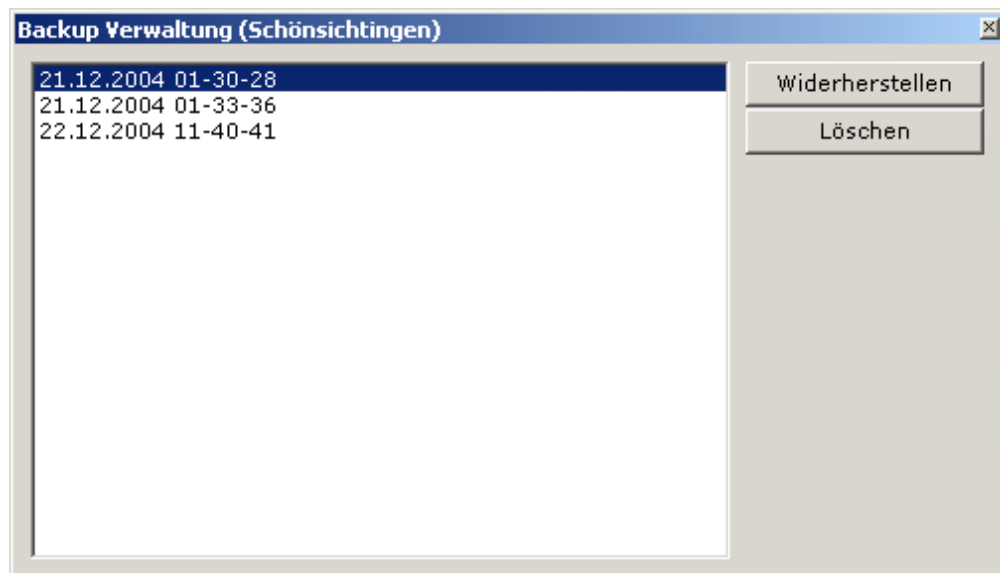 Backup Verwaltung (Schönsichtingen)
21.12.2004 01-30-28
21.12.2004 01-33-36
22.12.2004 11-40-41
Widerherstellen
Löschen